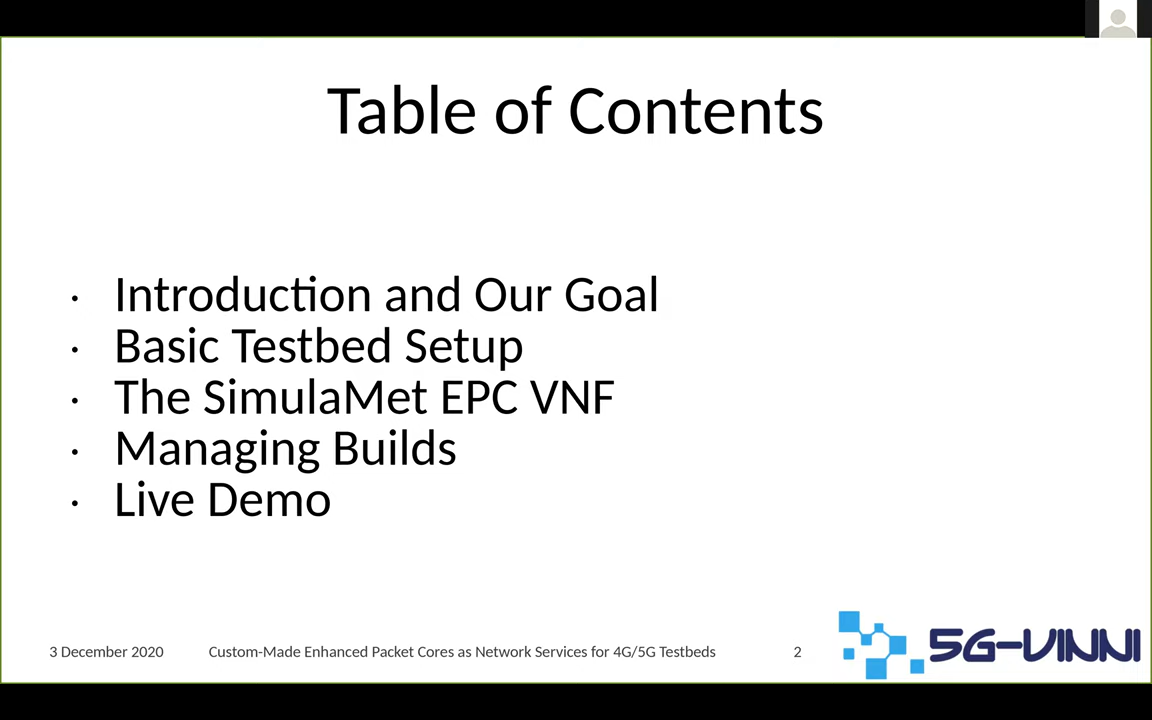 Table of Contents
· Introduction and Our Goal
· Basic Testbed Setup
· The SimulaMet EPC VNF
· Managing Builds
· Live Demo
3 December 2020 Custom-Made Enhanced Packet Cores as Network Services for 4G/5G Testbeds 2
5G-VINNI